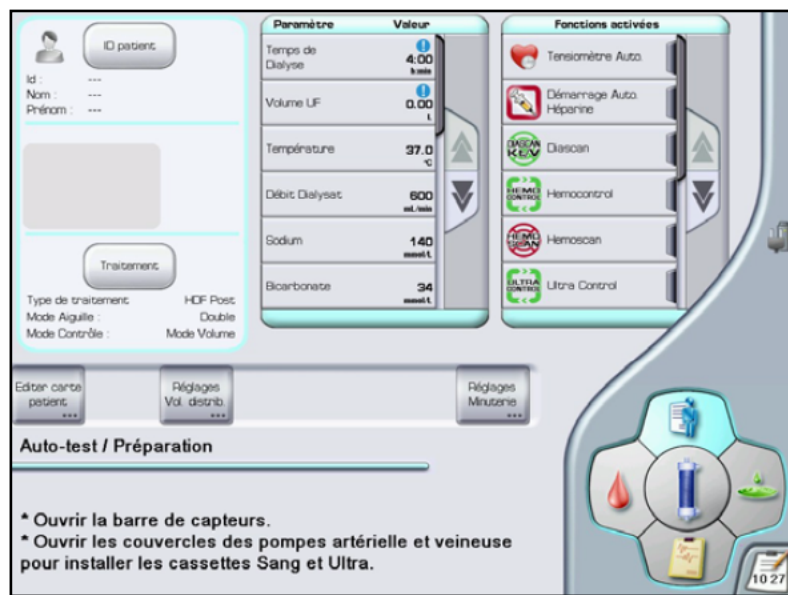 ID patient
Id : ---
Nom : ---
Prénom : ---
Traitement
Type de traitement HDF Post
Mode Aiguille : Double
Mode Contrôle : Mode Volume
Paramètre Valeur
Temps de
Dialyse 4:00
h:min
Volume UF 0.00
L
Température 37.0
°C
Débit Dialysat 600
mL/min
Sodium 140
mmol/L
Bicarbonate 34
mmol/L
Fonctions activées
Tensiomètre Auto.
Démarrage Auto.
Héparine
DIASCAN
Kt/V
Diascan
HEMO
CONTROL
Hemocontrol
HEMO
SCAN
Hemoscan
ULTRA
CONTROL
Ultra Control
Editer carte
patient
...
Réglages
Vol. distrib.
...
Réglages
Minuterie
...
Auto-test / Préparation
* Ouvrir la barre de capteurs.
* Ouvrir les couvercles des pompes artérielle et veineuse
pour installer les cassettes Sang et Ultra.
10 27